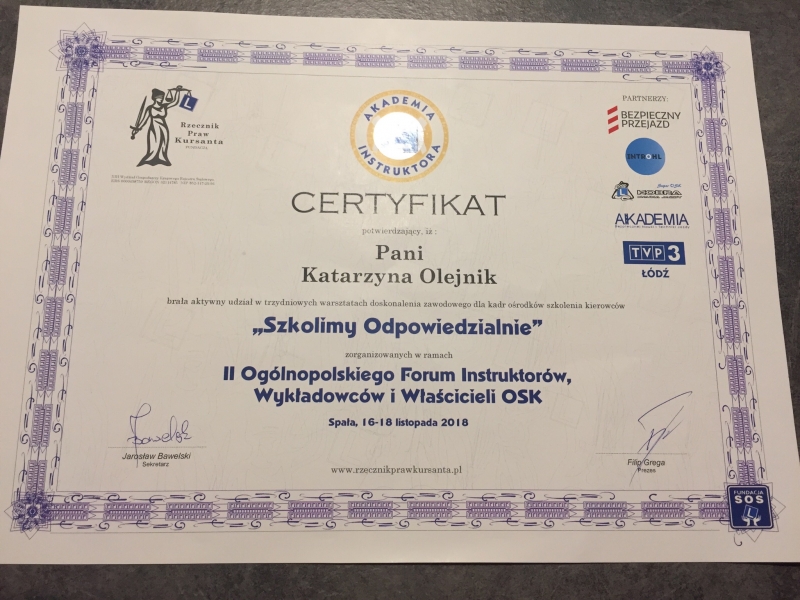 Rzecznik
Praw
Kursanta
AKADEMIA
INSTRUKTORA
PARTNERZY:
BEZPIECZNY
PRZEJAZD
AKADEMIA
TVP3
ŁÓDŹ
CERTYFIKAT
potwierdzający, iż :
Pani
Katarzyna Olejnik
brała aktywny udział w trzydniowych warsztatach doskonalenia zawodowego dla kadr ośrodków szkolenia kierowców
„Szkolimy Odpowiedzialnie”
zorganizowanych w ramach
II Ogólnopolskiego Forum Instruktorów,
Wykładowców i Właścicieli OSK
Spała, 16-18 listopada 2018
Jarosław Bawelski
Sekretarz
Filip Grega
Prezes
www.rzecznikprawkursanta.pl
FUNDACJA
SOS